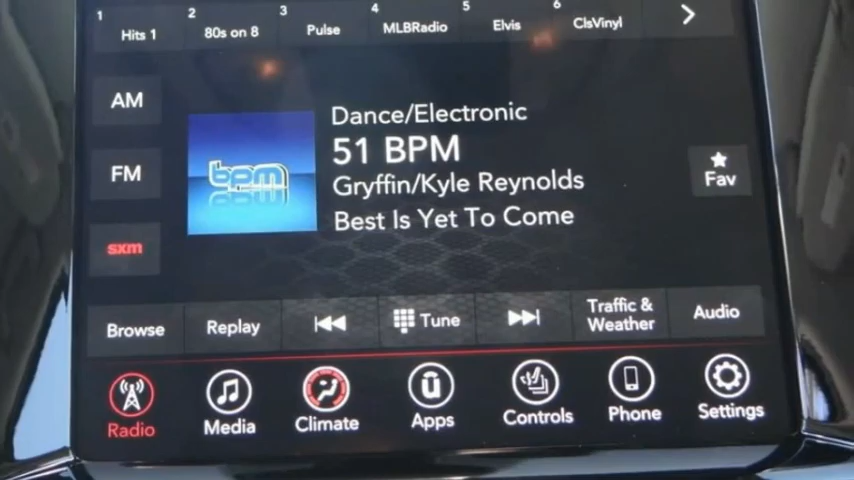 1 Hits 1
2 80s on 8
3 Pulse
4 MLBRadio
5 Elvis
6 ClsVinyl
AM
FM
sxm
bpm
Dance/Electronic
51 BPM
Gryffin/Kyle Reynolds
Best Is Yet To Come
Fav
Browse
Replay
Tune
Traffic &
Weather
Audio
Radio
Media
Climate
Apps
Controls
Phone
Settings